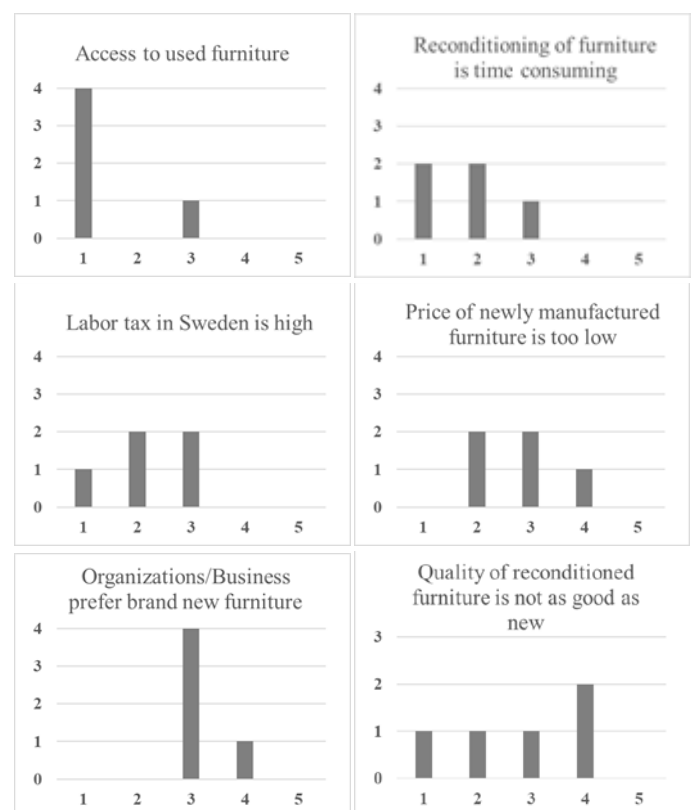 Access to used furniture
4
3
2
1
0
1 2 3 4 5
Reconditioning of furniture
is time consuming
4
3
2
1
0
1 2 3 4 5
Labor tax in Sweden is high
4
3
2
1
0
1 2 3 4 5
Price of newly manufactured
furniture is too low
4
3
2
1
0
1 2 3 4 5
Organizations/Business
prefer brand new furniture
4
3
2
1
0
1 2 3 4 5
Quality of reconditioned
furniture is not as good as
new
3
2
1
0
1 2 3 4 5